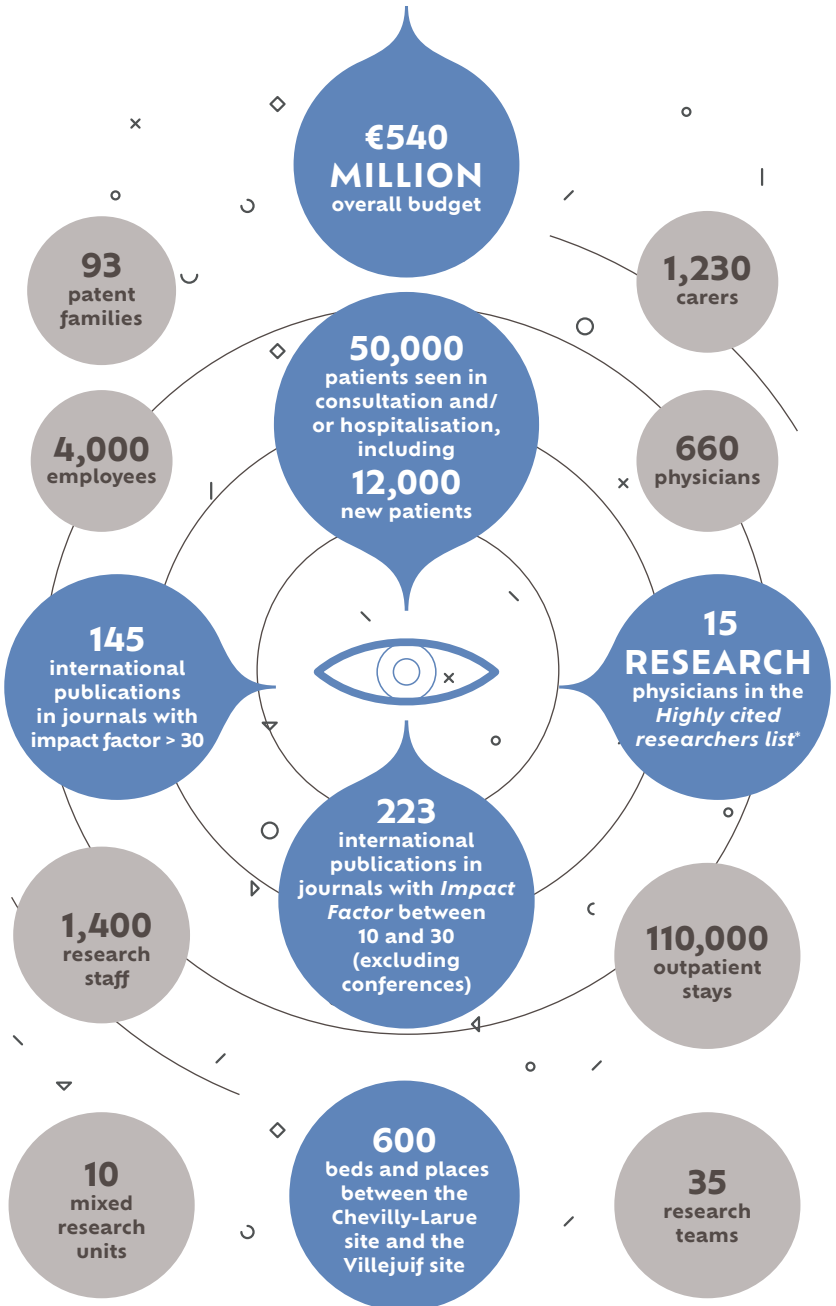 €540
MILLION
overall budget
93
patent
families
1,230
carers
50,000
patients seen in
consultation and/
or hospitalisation,
including
12,000
new patients
4,000
employees
660
physicians
145
international
publications
in journals with
impact factor > 30
15
RESEARCH
physicians in the
Highly cited
researchers list*
223
international
publications in
journals with Impact
Factor between
10 and 30
(excluding
conferences)
1,400
research
staff
110,000
outpatient
stays
10
mixed
research
units
600
beds and places
between the
Chevilly-Larue
site and the
Villejuif site
35
research
teams